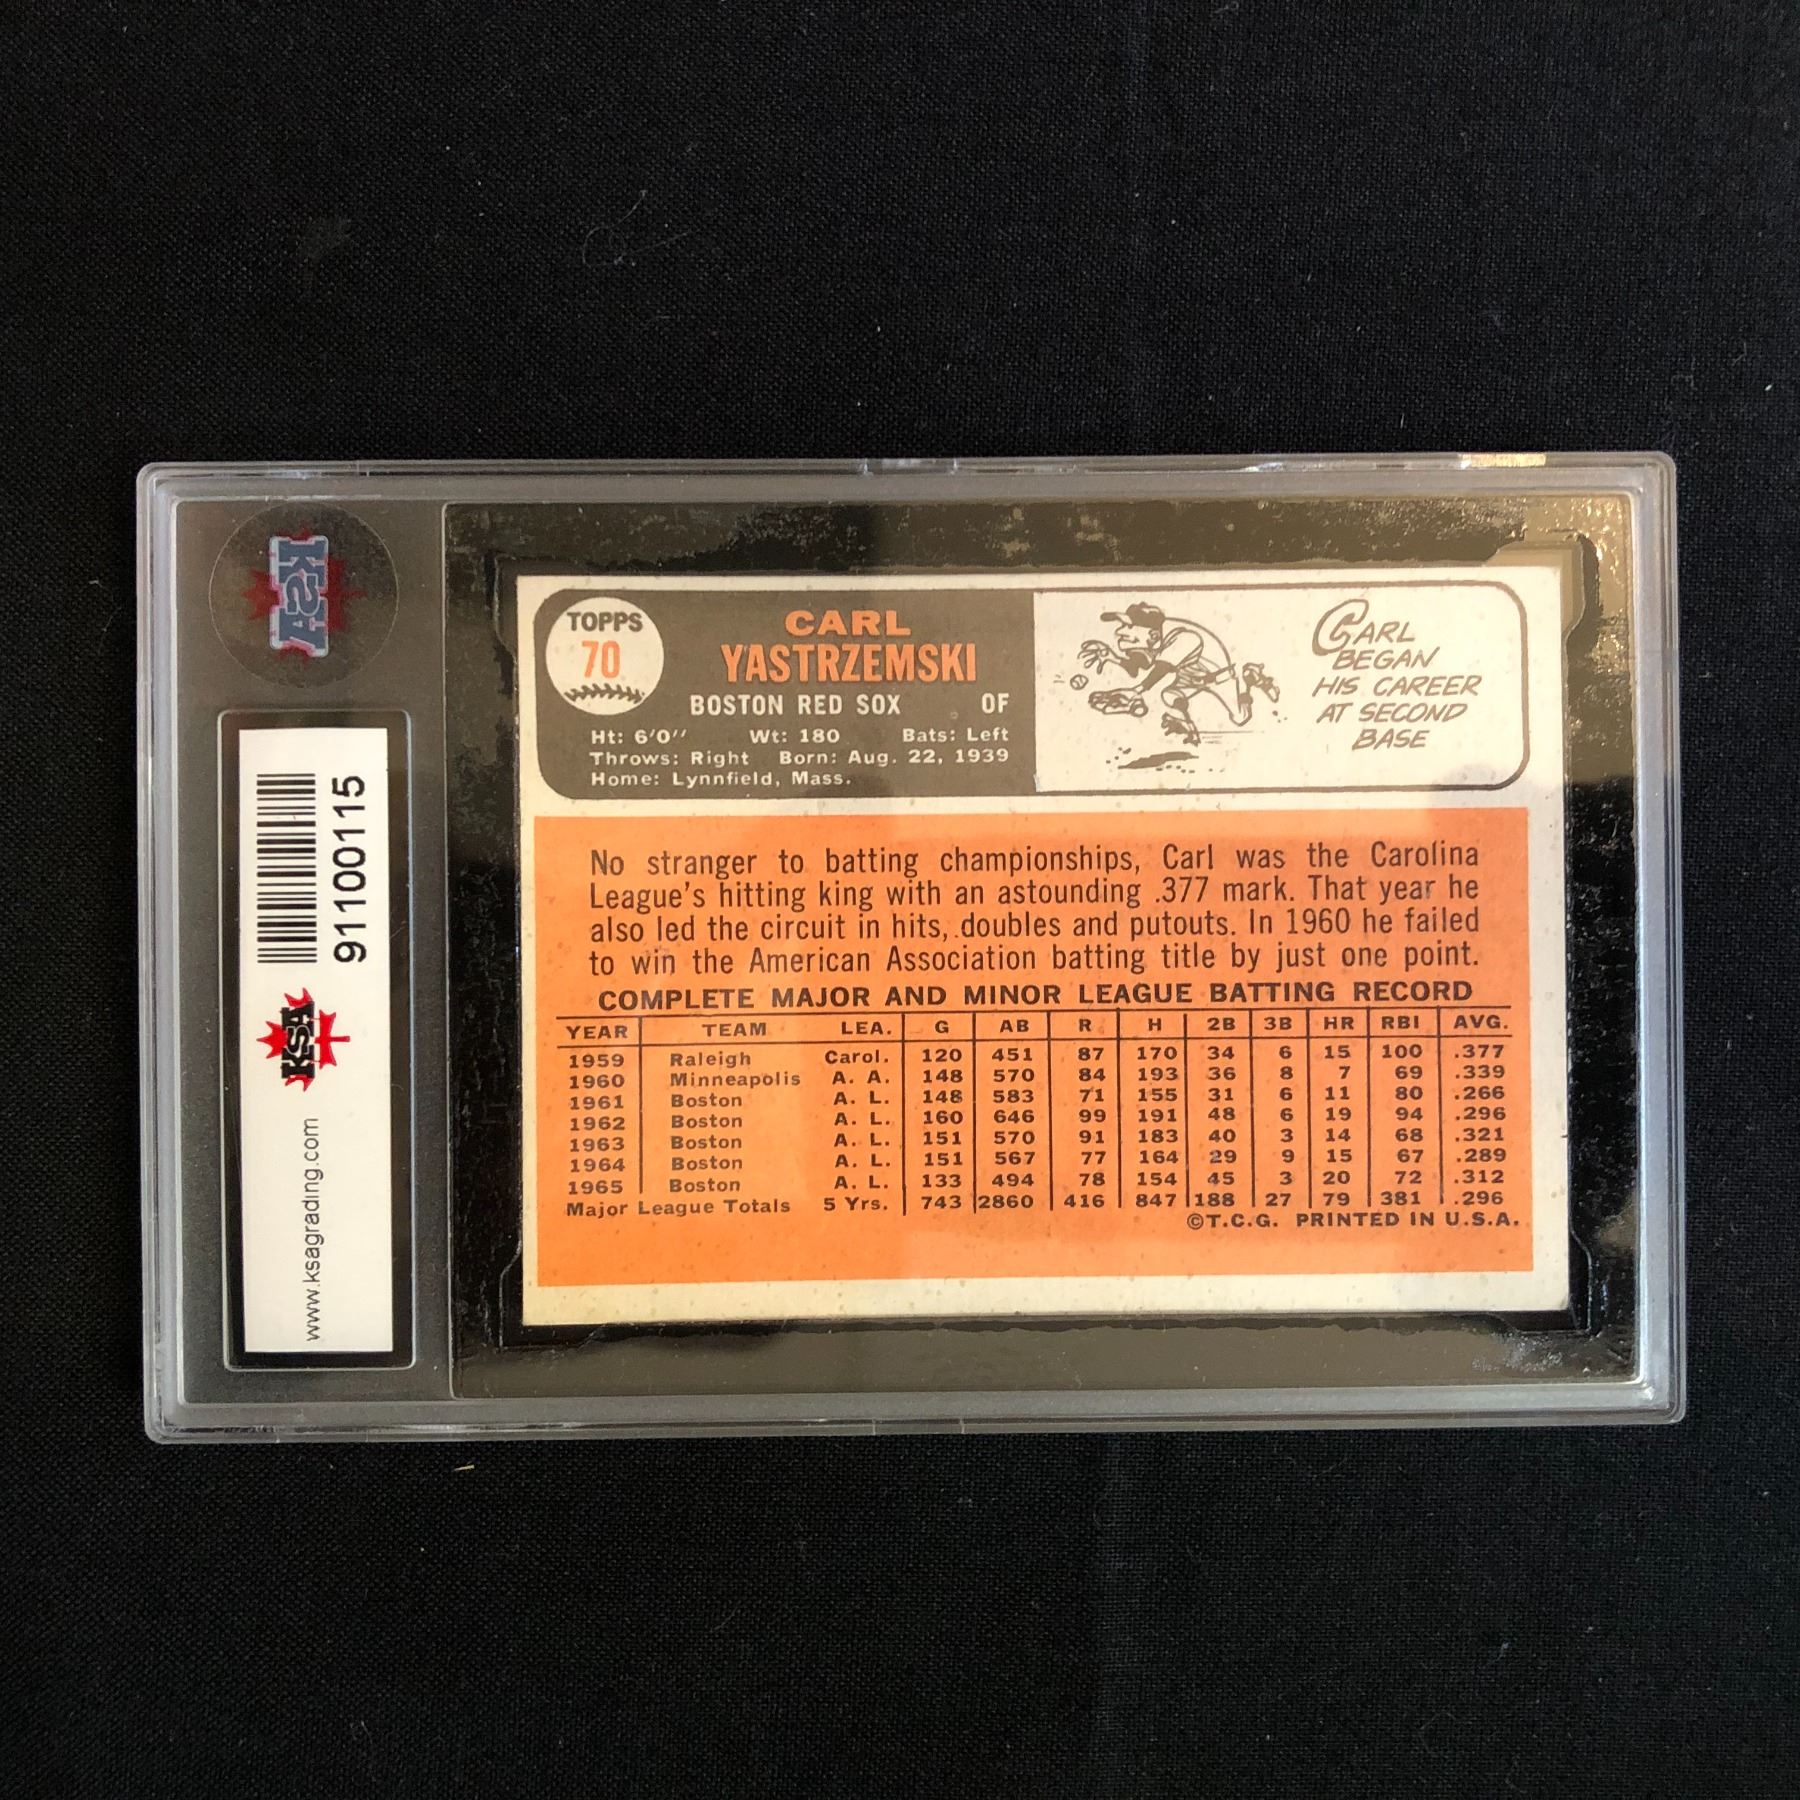 KSA
91100115
KSA
www.ksagrading.com
TOPPS
70
CARL
YASTRZEMSKI
BOSTON RED SOX OF
Ht: 6'0'' Wt: 180 Bats: Left
Throws: Right Born: Aug. 22, 1939
Home: Lynnfield, Mass.
CARL
BEGAN
HIS CAREER
AT SECOND
BASE
No stranger to batting championships, Carl was the Carolina
League's hitting king with an astounding .377 mark. That year he
also led the circuit in hits, doubles and putouts. In 1960 he failed
to win the American Association batting title by just one point.
COMPLETE MAJOR AND MINOR LEAGUE BATTING RECORD
YEAR TEAM LEA. G AB R H 2B 3B HR RBI AVG.
1959 Raleigh Carol. 120 451 87 170 34 6 15 100 .377
1960 Minneapolis A. A. 148 570 84 193 36 8 7 69 .339
1961 Boston A. L. 148 583 71 155 31 6 11 80 .266
1962 Boston A. L. 160 646 99 191 48 6 19 94 .296
1963 Boston A. L. 151 570 91 183 40 3 14 68 .321
1964 Boston A. L. 151 567 77 164 29 9 15 67 .289
1965 Boston A. L. 133 494 78 154 45 3 20 72 .312
Major League Totals 5 Yrs. 743 2860 416 847 188 27 79 381 .296
©T.C.G. PRINTED IN U.S.A.